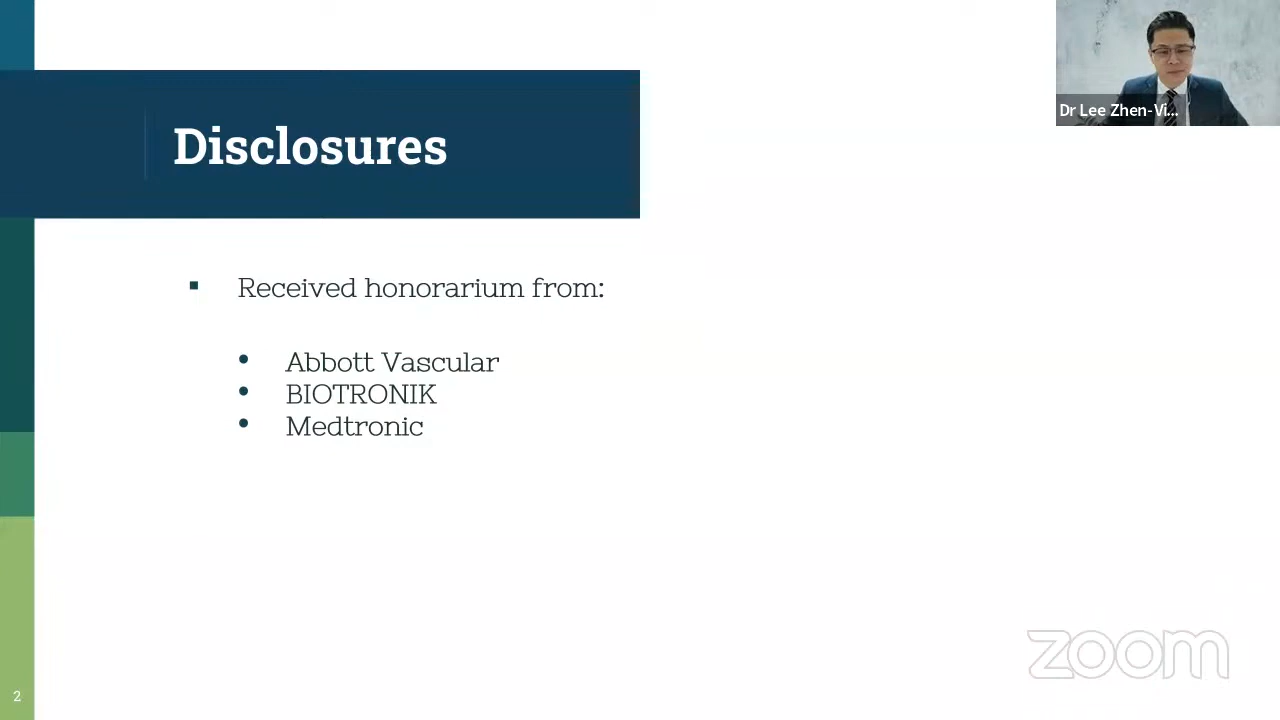 Disclosures
Dr Lee Zhen-Vi...
Received honorarium from:
Abbott Vascular
BIOTRONIK
Medtronic
zoom
2